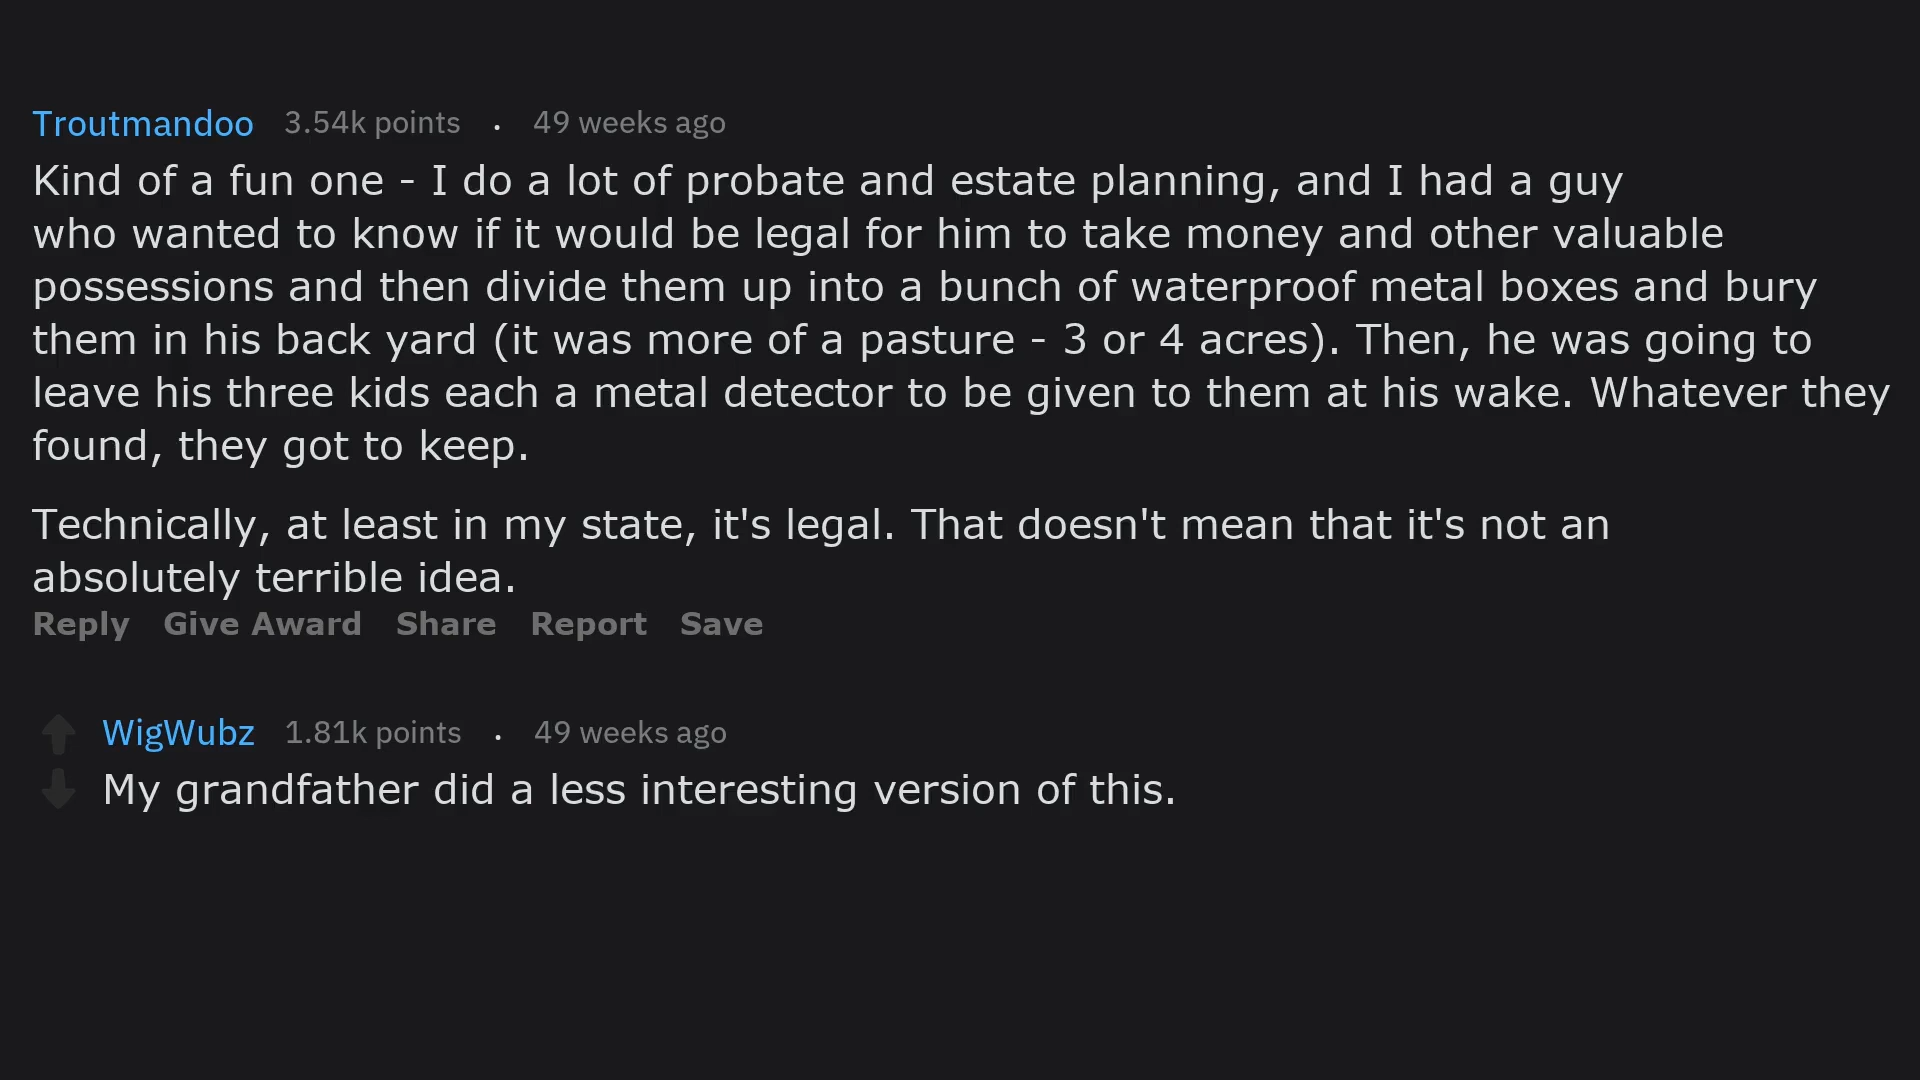 Troutmandoo 3.54k points . 49 weeks ago
Kind of a fun one - I do a lot of probate and estate planning, and I had a guy
who wanted to know if it would be legal for him to take money and other valuable
possessions and then divide them up into a bunch of waterproof metal boxes and bury
them in his back yard (it was more of a pasture - 3 or 4 acres). Then, he was going to
leave his three kids each a metal detector to be given to them at his wake. Whatever they
found, they got to keep.
Technically, at least in my state, it's legal. That doesn't mean that it's not an
absolutely terrible idea.
Reply Give Award Share Report Save
WigWubz 1.81k points . 49 weeks ago
My grandfather did a less interesting version of this.